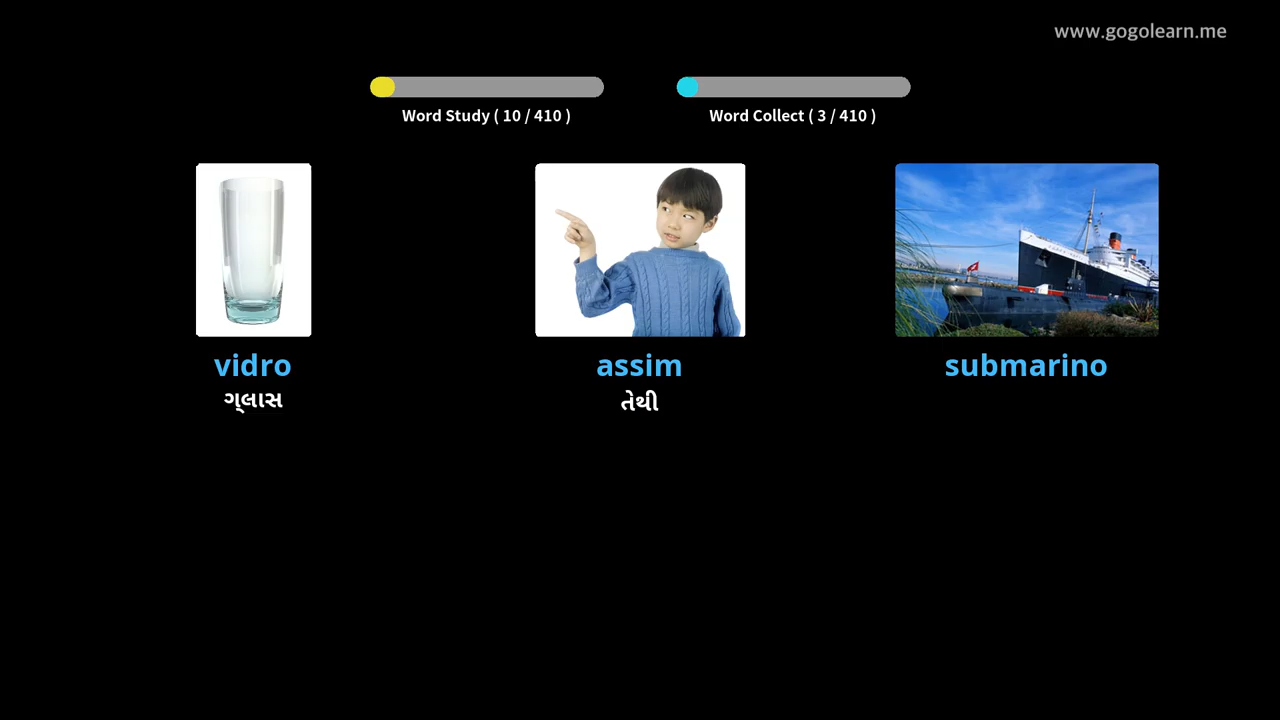 www.gogolearn.me
Word Study ( 10 / 410 )
Word Collect ( 3 / 410 )
vidro
ગ્લાસ
assim
તેથી
submarino